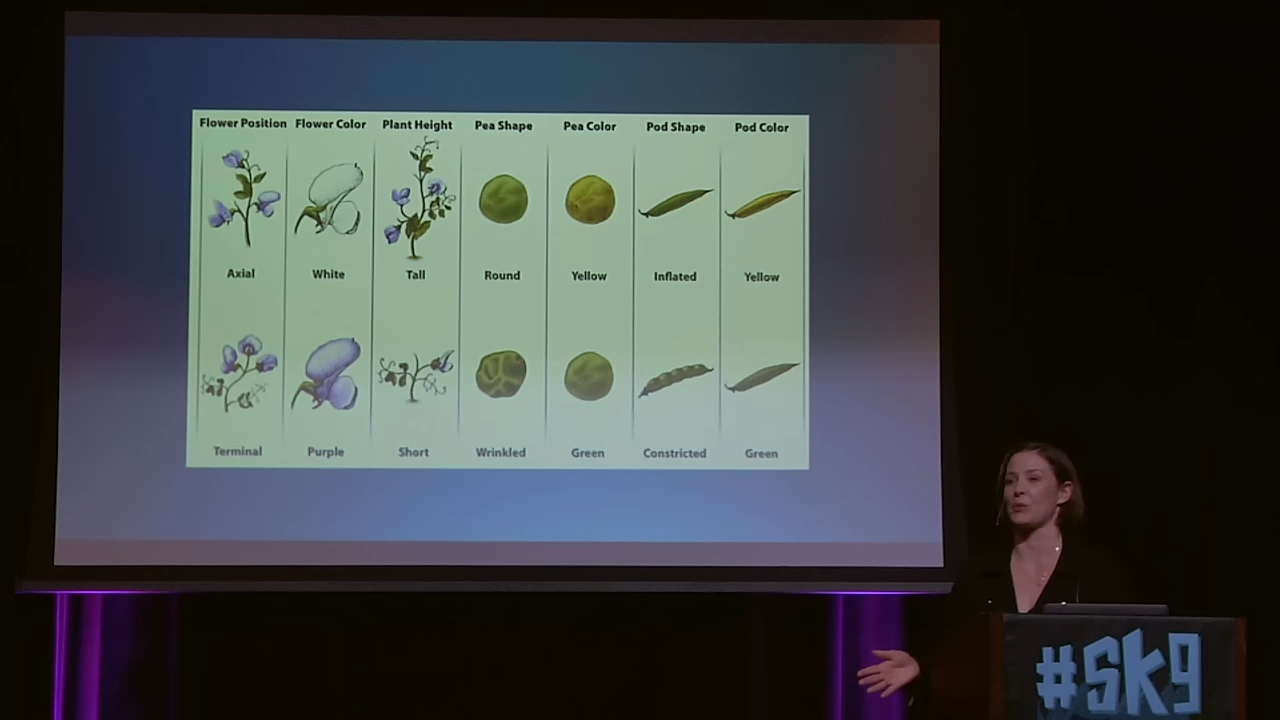 Flower Position Flower Color Plant Height Pea Shape Pea Color Pod Shape Pod Color
Axial White Tall Round Yellow Inflated Yellow
Terminal Purple Short Wrinkled Green Constricted Green
#sk9